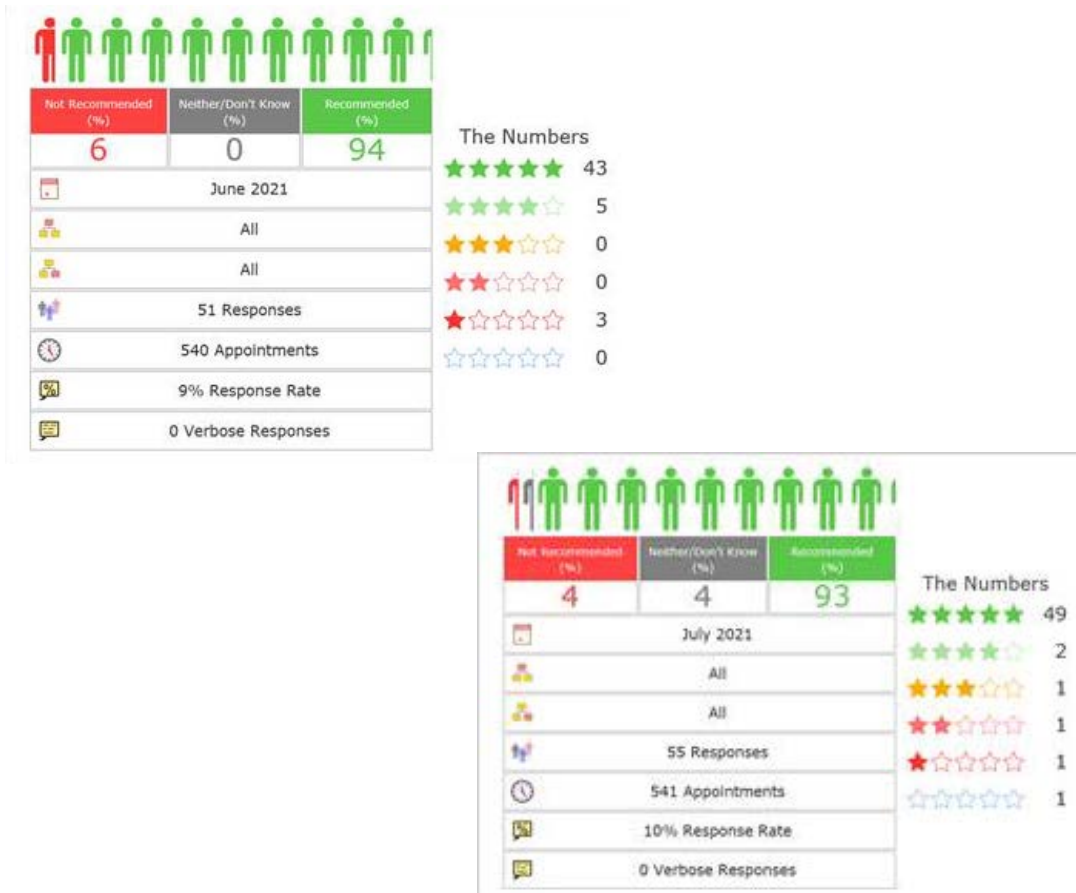 Not Recommended (%) Neither/Don't Know (%) Recommended (%)
6 0 94
June 2021
All
All
51 Responses
540 Appointments
9% Response Rate
0 Verbose Responses
The Numbers
43
5
0
0
3
0
Not Recommended (%) Neither/Don't Know (%) Recommended (%)
4 4 93
July 2021
All
All
55 Responses
541 Appointments
10% Response Rate
0 Verbose Responses
The Numbers
49
2
1
1
1
1